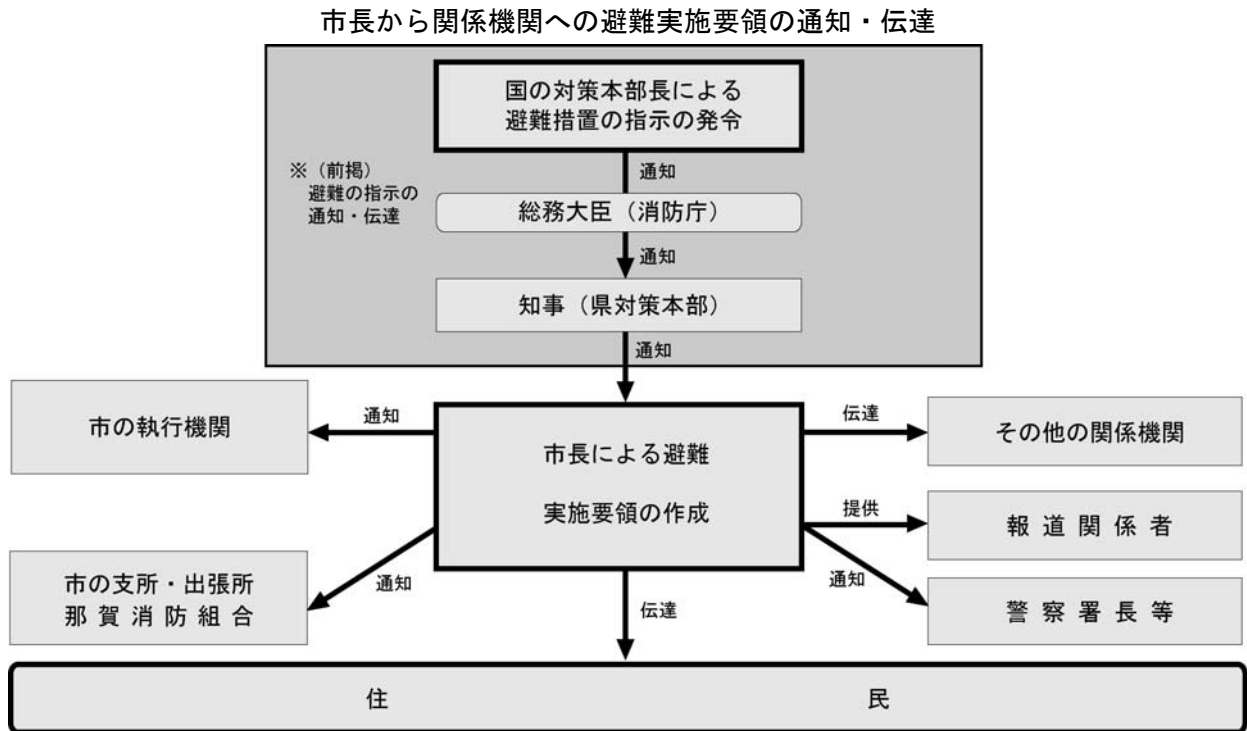 市長から関係機関への避難実施要領の通知・伝達
国の対策本部長による
避難措置の指示の発令
通知
※（前掲）
避難の指示の
通知・伝達
総務大臣（消防庁）
通知
知事（県対策本部）
通知
市の執行機関
通知
市長による避難
実施要領の作成
伝達
その他の関係機関
提供
報道関係者
市の支所・出張所
那賀消防組合
通知
通知
警察署長等
伝達
住民